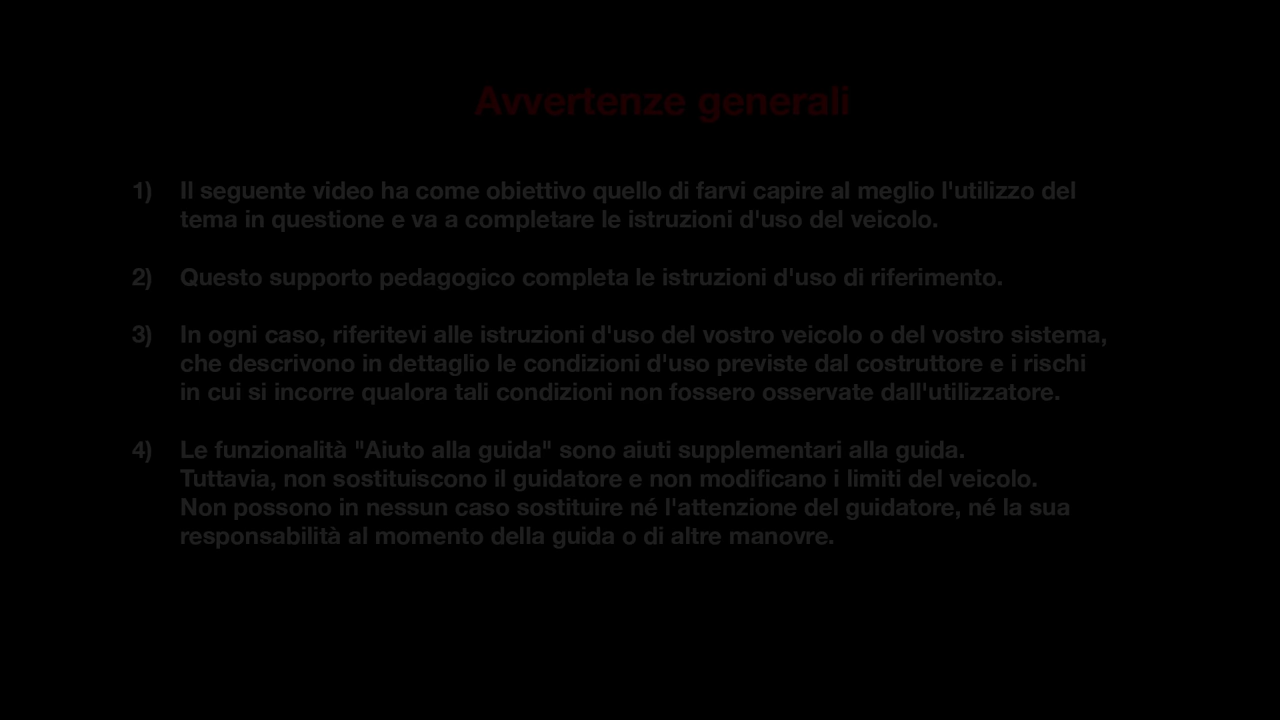 Avvertenze generali
1) Il seguente video ha come obiettivo quello di farvi capire al meglio l'utilizzo del
tema in questione e va a completare le istruzioni d'uso del veicolo.
2) Questo supporto pedagogico completa le istruzioni d'uso di riferimento.
3) In ogni caso, riferitevi alle istruzioni d'uso del vostro veicolo o del vostro sistema,
che descrivono in dettaglio le condizioni d'uso previste dal costruttore e i rischi
in cui si incorre qualora tali condizioni non fossero osservate dall'utilizzatore.
4) Le funzionalità "Aiuto alla guida" sono aiuti supplementari alla guida.
Tuttavia, non sostituiscono il guidatore e non modificano i limiti del veicolo.
Non possono in nessun caso sostituire né l'attenzione del guidatore, né la sua
responsabilità al momento della guida o di altre manovre.